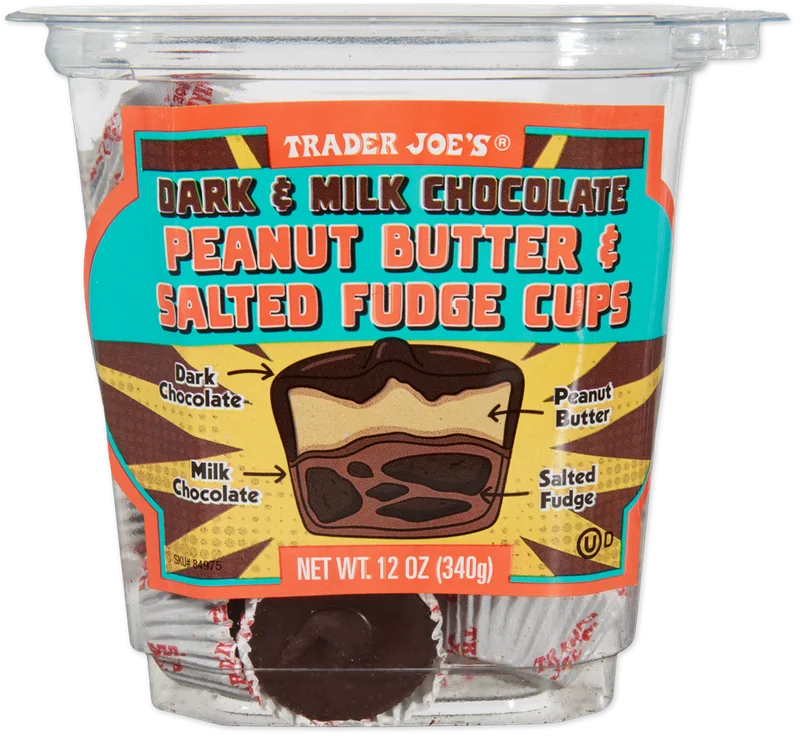 TRADER JOE'S®
DARK & MILK CHOCOLATE
PEANUT BUTTER &
SALTED FUDGE CUPS
Dark
Chocolate
Peanut
Butter
Milk
Chocolate
Salted
Fudge
U D
SKU# 84975
NET WT. 12 OZ (340g)